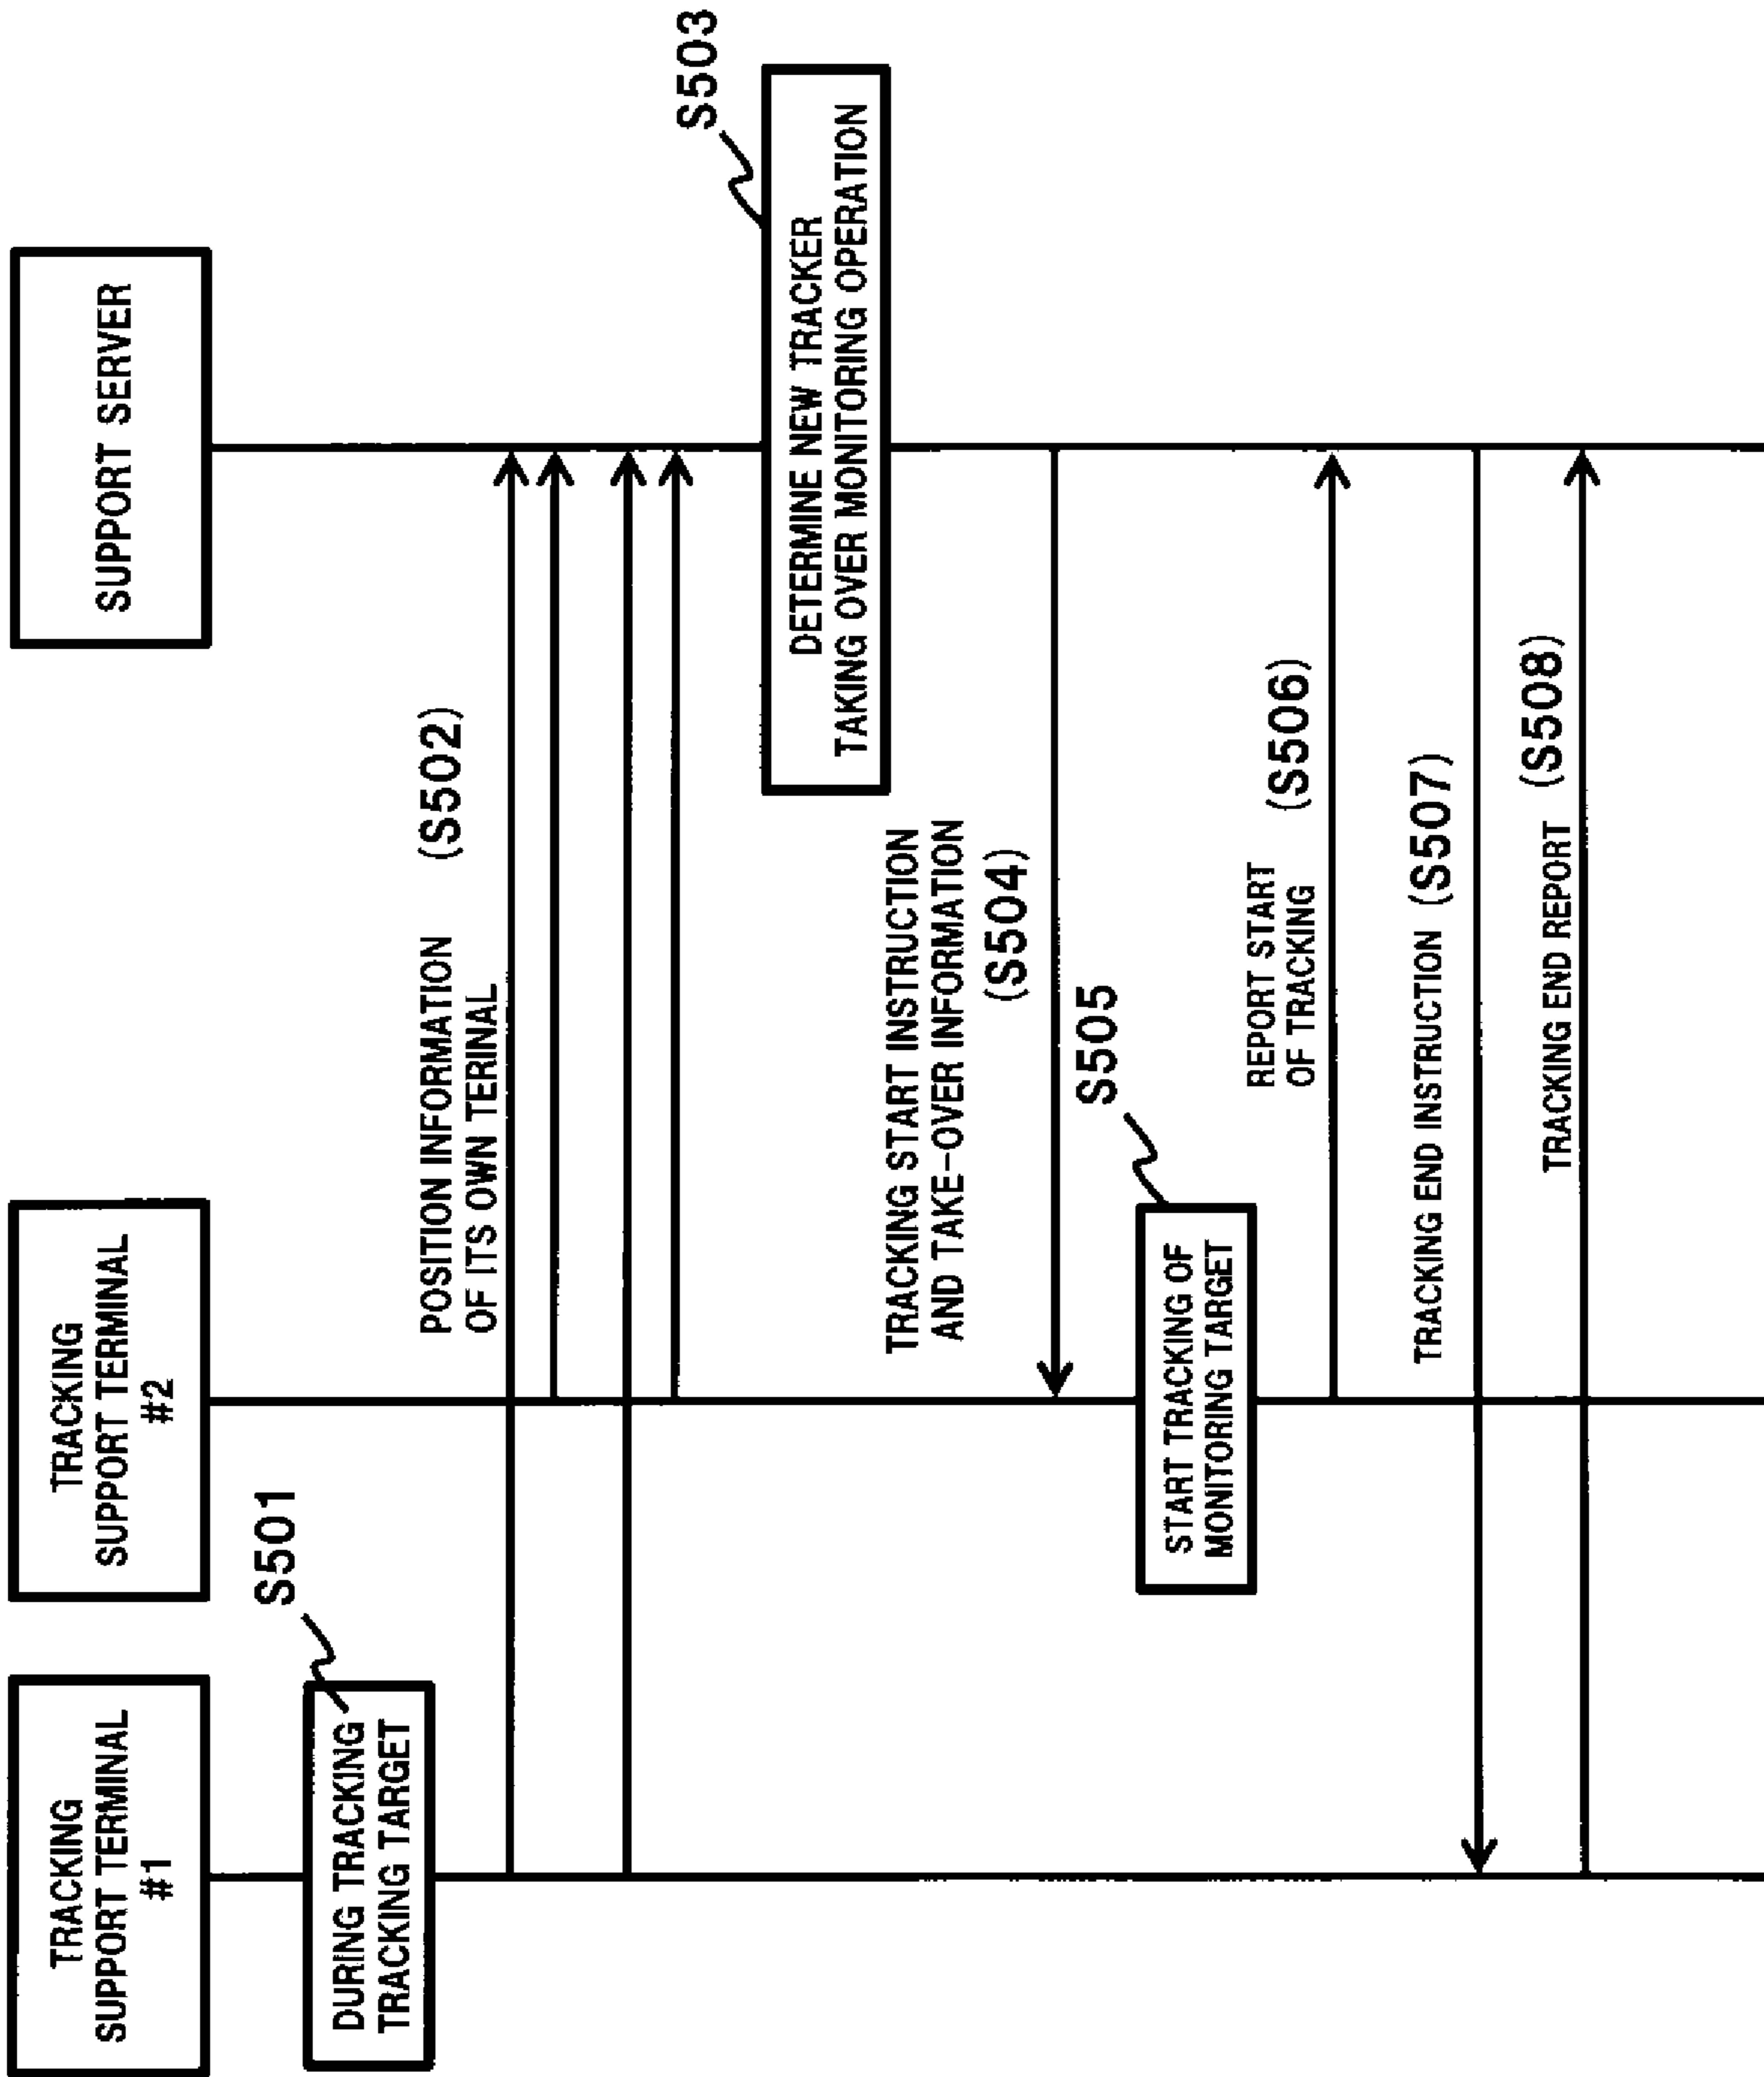 TRACKING
SUPPORT TERMINAL
#1
TRACKING
SUPPORT TERMINAL
#2
SUPPORT SERVER
S501
DURING TRACKING
TRACKING TARGET
POSITION INFORMATION
OF ITS OWN TERINAL
(S502)
S503
DETERMINE NEW TRACKER
TAKING OVER MONITORING OPERATION
TRACKING START INSTRUCTION
AND TAKE-OVER INFORMATION
(S504)
S505
START TRACKING OF
MONITORING TARGET
REPORT START
OF TRACKING
(S506)
TRACKING END INSTRUCTION (S507)
TRACKING END REPORT (S508)